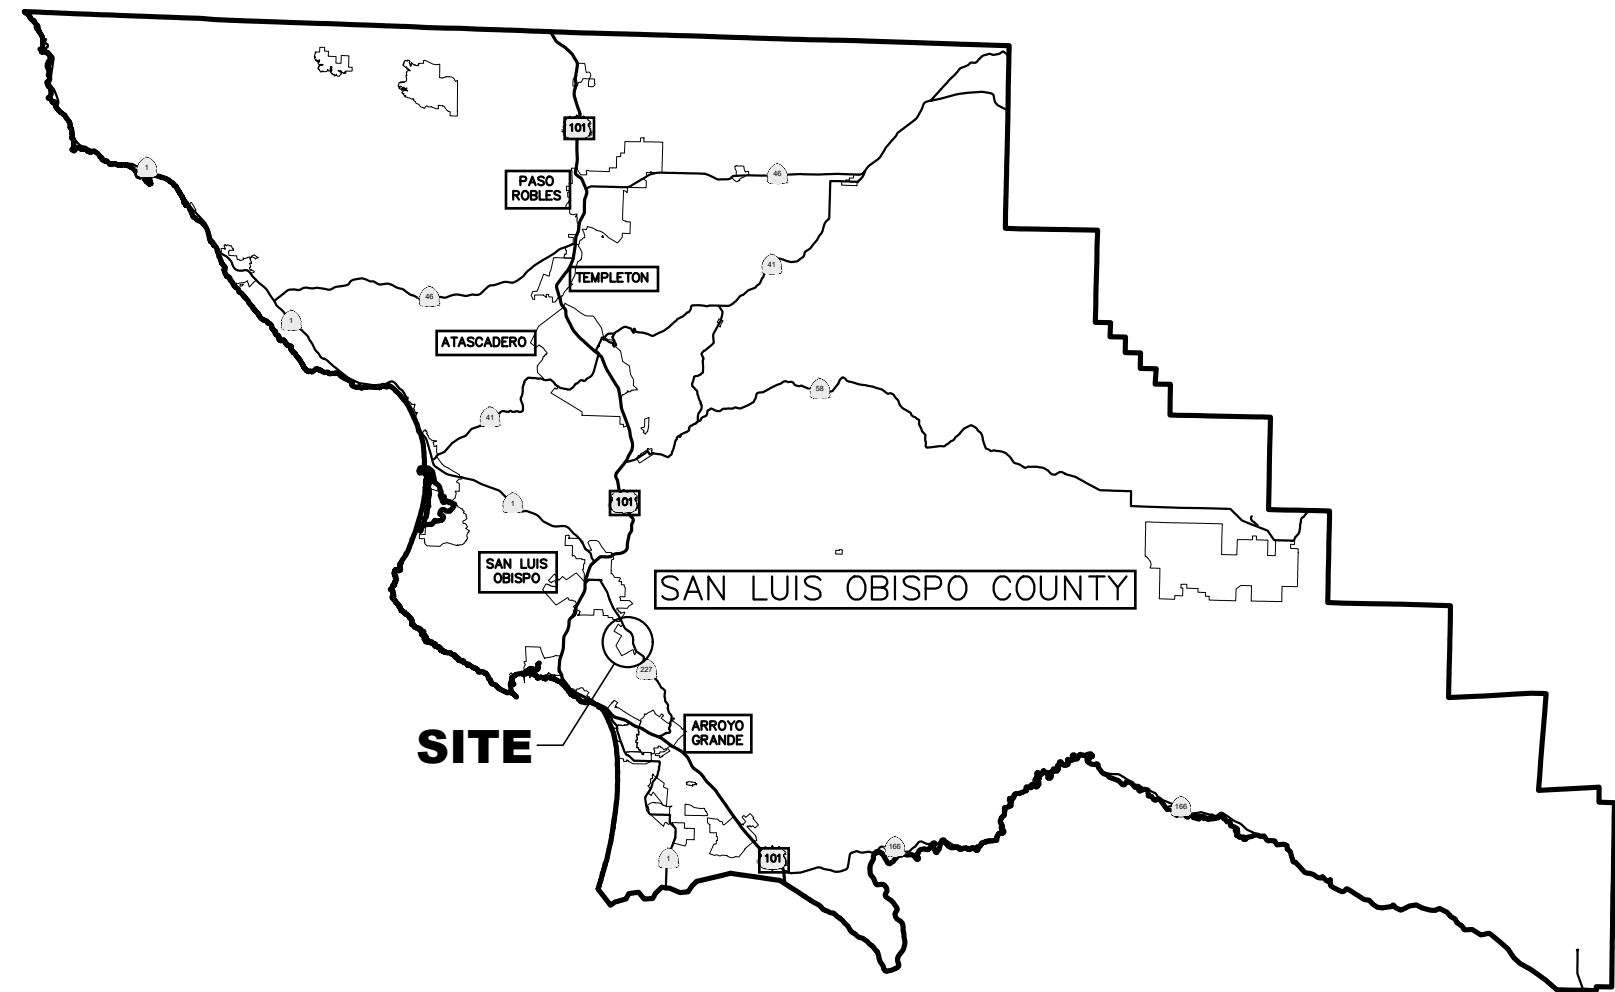 101
1
PASO
ROBLES
46
TEMPLETON
41
46
1
ATASCADERO
58
41
101
1
SAN LUIS
OBISPO
SAN LUIS OBISPO COUNTY
227
ARROYO
GRANDE
SITE
166
166
1
101